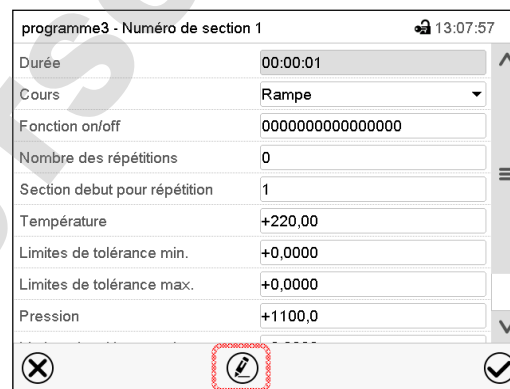 programme3 - Numéro de section 1 13:07:57
Durée 00:00:01
Cours Rampe
Fonction on/off 0000000000000000
Nombre des répétitions 0
Section debut pour répétition 1
Température +220,00
Limites de tolérance min. +0,0000
Limites de tolérance max. +0,0000
Pression +1100,0